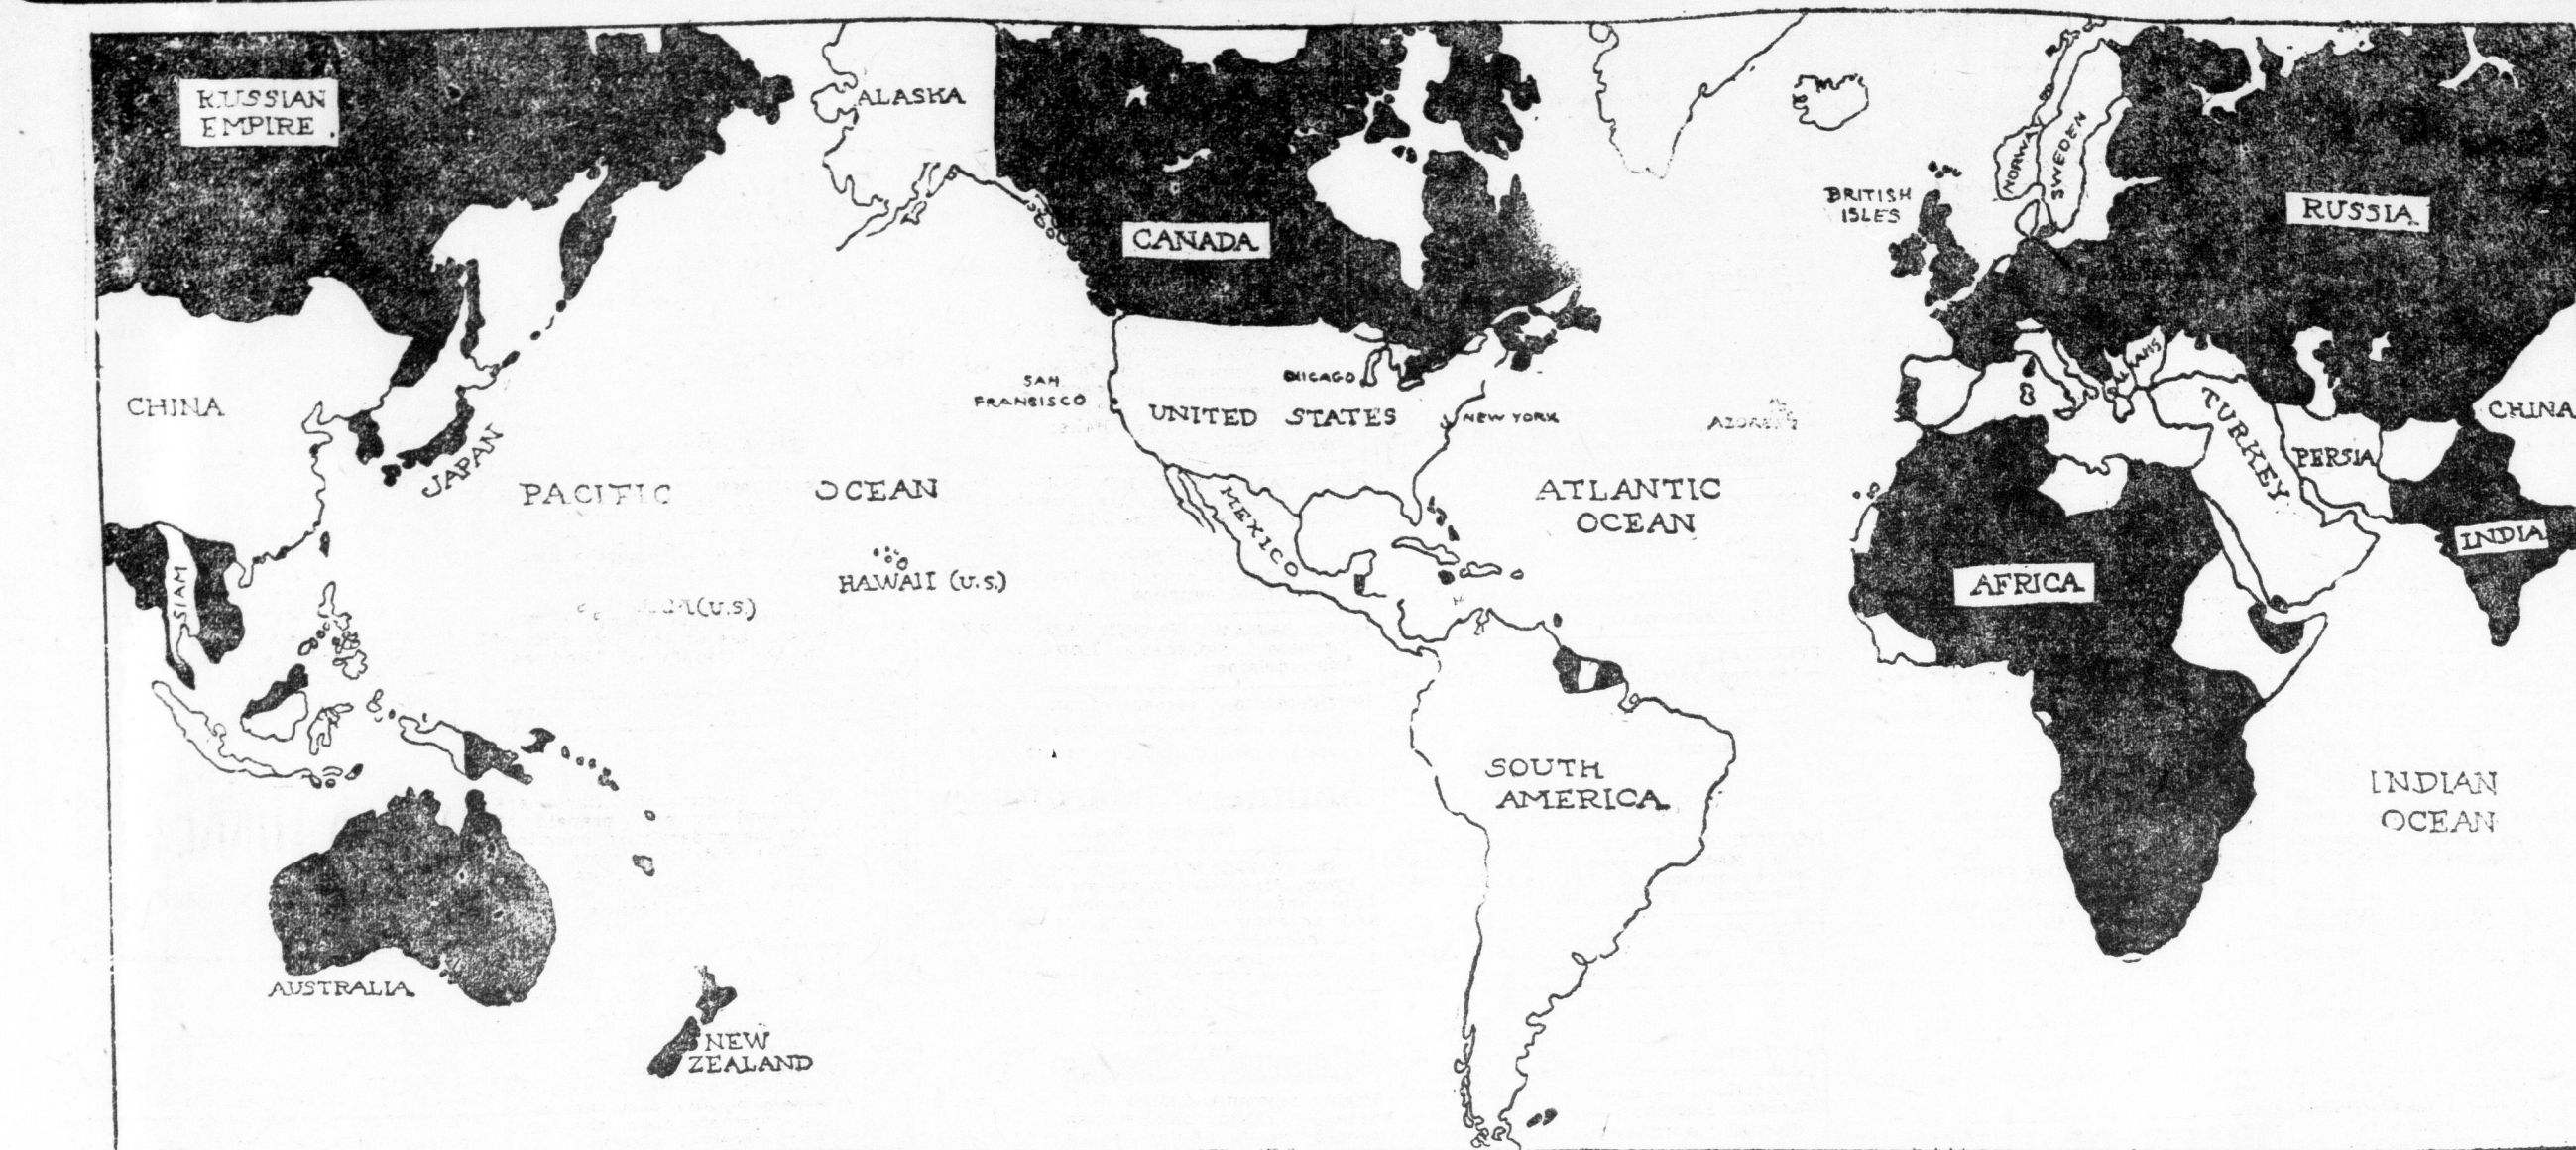 RUSSIAN
EMPIRE
ALASKA
CANADA
BRITISH
ISLES
NORWAY
SWEDEN
RUSSIA
CHINA
JAPAN
SAN
FRANSISCO
CHICAGO
UNITED STATES
NEW YORK
AZORES
TURKEY
PERSIA
CHINA
PACIFIC OCEAN
MEXICO
ATLANTIC
OCEAN
INDIA
SIAM
HAWAII (U.S.)
(U.S.)
AFRICA
SOUTH
AMERICA
INDIAN
OCEAN
AUSTRALIA
NEW
ZEALAND